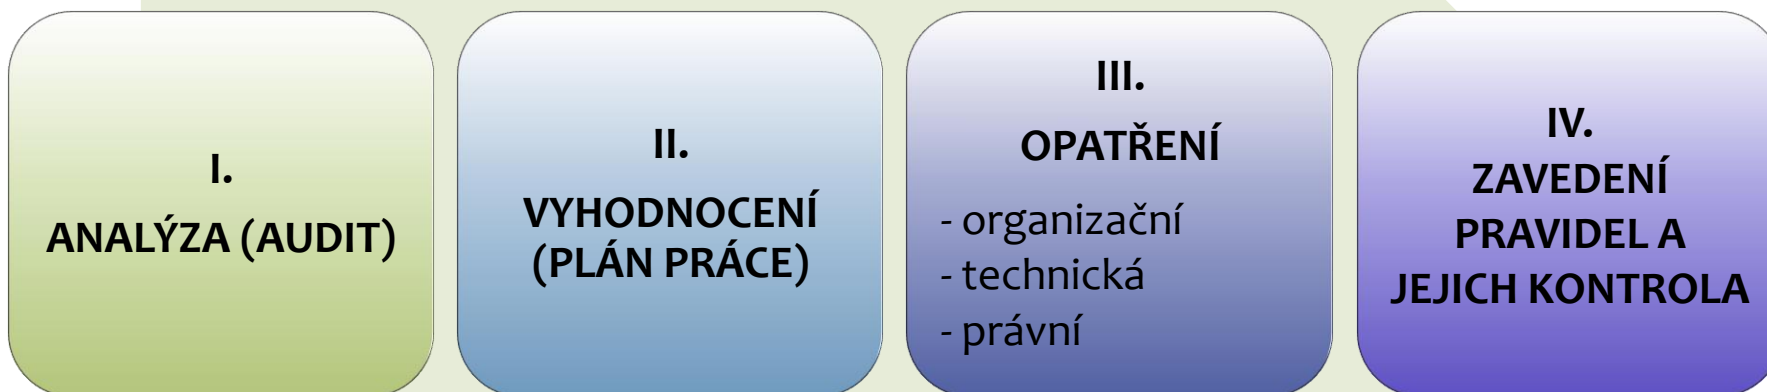 I.
ANALÝZA (AUDIT)
II.
VYHODNOCENÍ
(PLÁN PRÁCE)
III.
OPATŘENÍ
- organizační
- technická
- právní
IV.
ZAVEDENÍ
PRAVIDEL A
JEJICH KONTROLA